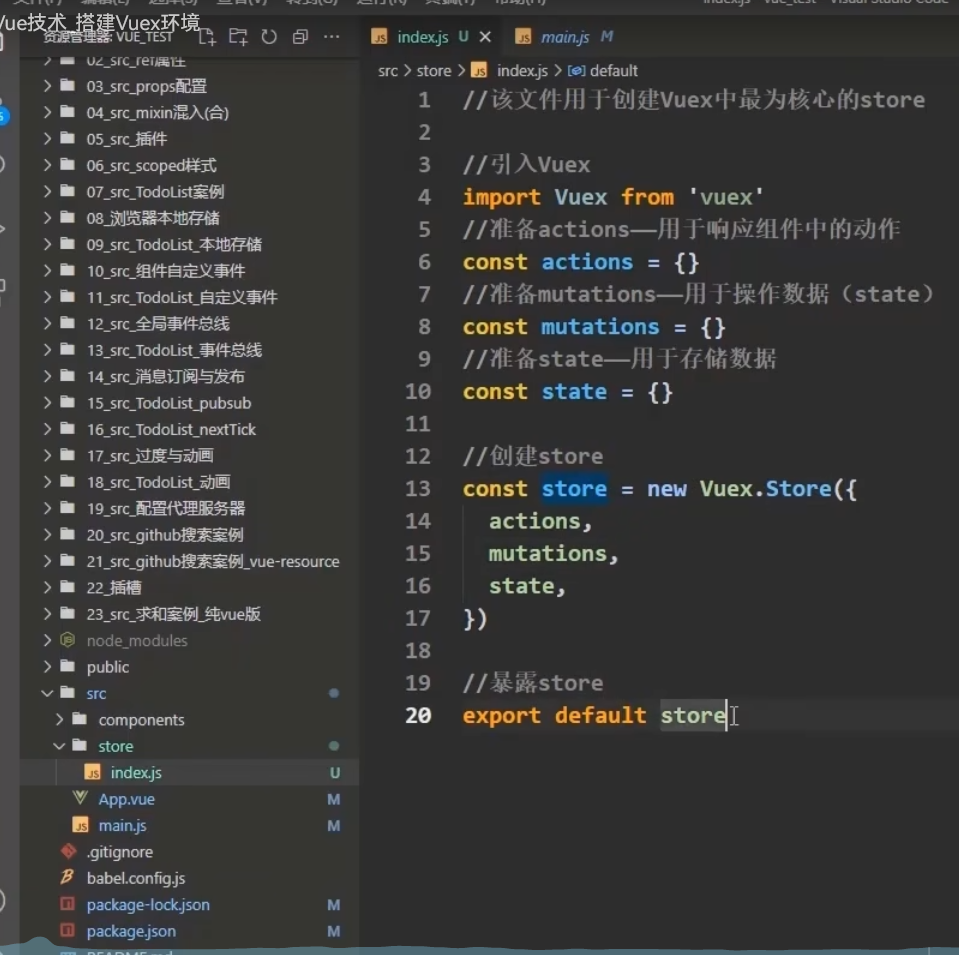 Vue技术_搭建Vuex环境
资源管理器: VUE_TEST
02_src_ref属性
03_src_props配置
04_src_mixin混入(合)
05_src_插件
06_src_scoped样式
07_src_TodoList案例
08_浏览器本地存储
09_src_TodoList_本地存储
10_src_组件自定义事件
11_src_TodoList_自定义事件
12_src_全局事件总线
13_src_TodoList_事件总线
14_src_消息订阅与发布
15_src_TodoList_pubsub
16_src_TodoList_nextTick
17_src_过度与动画
18_src_TodoList_动画
19_src_配置代理服务器
20_src_github搜索案例
21_src_github搜索案例_vue-resource
22_插槽
23_src_求和案例_纯vue版
node_modules
public
src
components
store
index.js U
App.vue M
main.js M
.gitignore
babel.config.js
package-lock.json M
package.json M
index.js U
main.js M
src > store > index.js > default
1 //该文件用于创建Vuex中最为核心的store
2
3 //引入Vuex
4 import Vuex from 'vuex'
5 //准备actions——用于响应组件中的动作
6 const actions = {}
7 //准备mutations——用于操作数据（state）
8 const mutations = {}
9 //准备state——用于存储数据
10 const state = {}
11
12 //创建store
13 const store = new Vuex.Store({
14 actions,
15 mutations,
16 state,
17 })
18
19 //暴露store
20 export default store